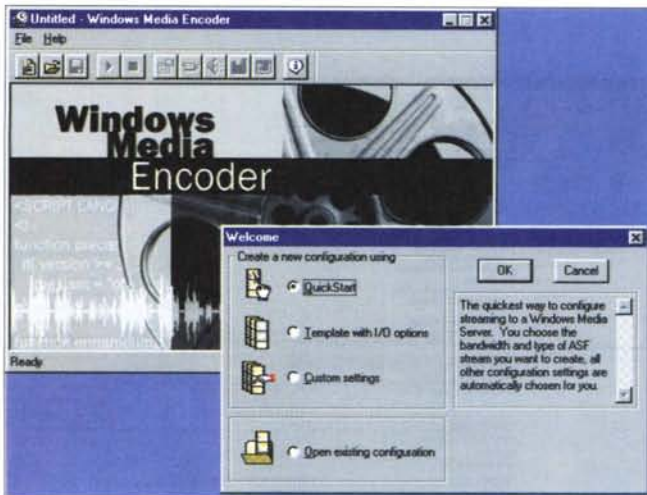 Untitled - Windows Media Encoder
File Help
Windows
Media
Encoder
<SCRIPT LANG
Ready
Welcome
Create a new configuration using
QuickStart
Template with I/O options
Custom settings
Open existing configuration
OK
Cancel
The quickest way to configure
streaming to a Windows Media
Server. You choose the
bandwidth and type of ASF
stream you want to create, all
other configuration settings are
automatically chosen for you.